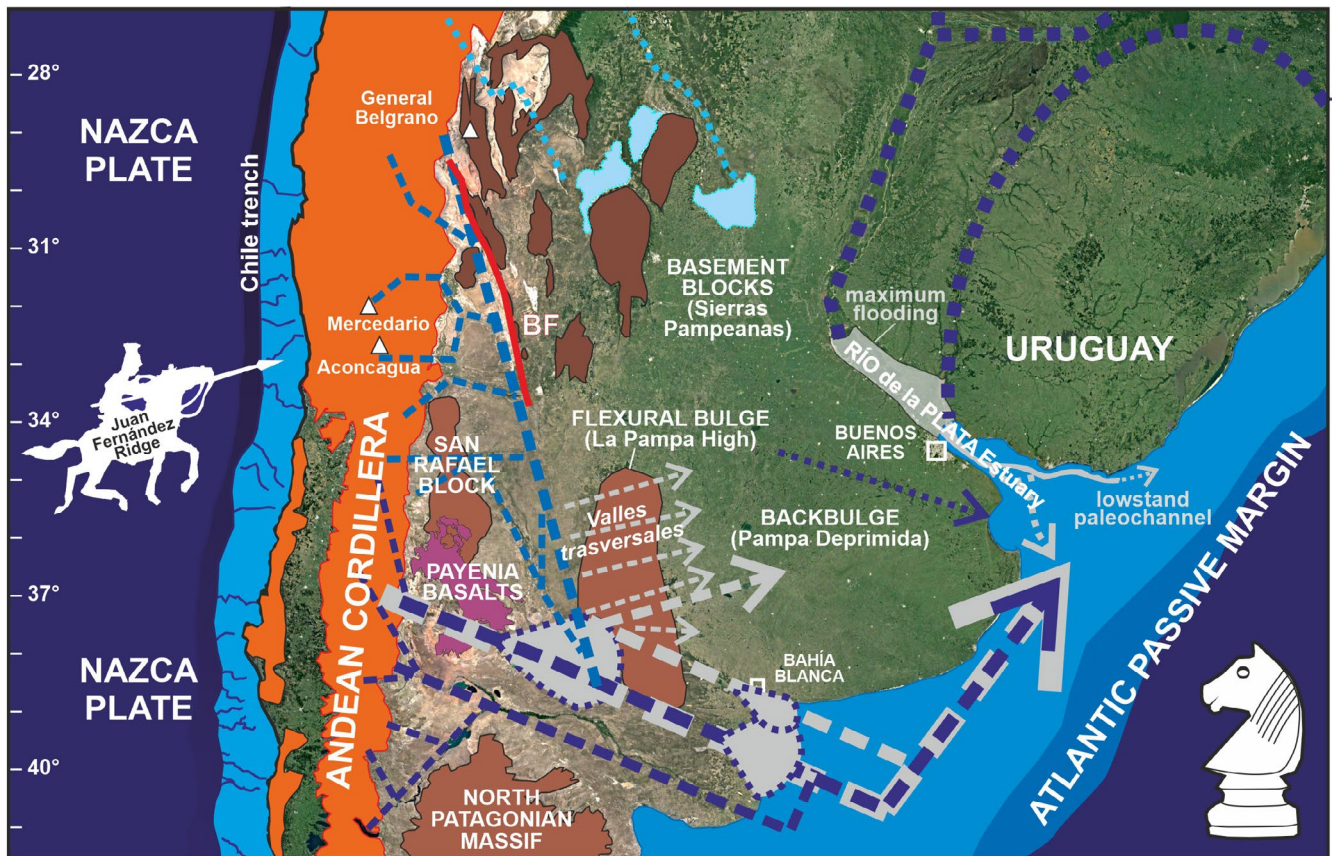 28°
General
Belgrano
NAZCA
PLATE
Chile trench
31°
BASEMENT
BLOCKS
(Sierras
Pampeanas)
maximum
flooding
Mercedario
BF
Aconcagua
RÍO de la PLATA Estuary
URUGUAY
Juan
Fernández
Ridge
34°
FLEXURAL BULGE
(La Pampa High)
BUENOS
AIRES
SAN
RAFAEL
BLOCK
ANDEAN CORDILLERA
lowstand
paleochannel
Valles
trasversales
BACKBULGE
(Pampa Deprimida)
PAYENIA
BASALTS
37°
ATLANTIC PASSIVE MARGIN
NAZCA
PLATE
BAHÍA
BLANCA
40°
NORTH
PATAGONIAN
MASSIF